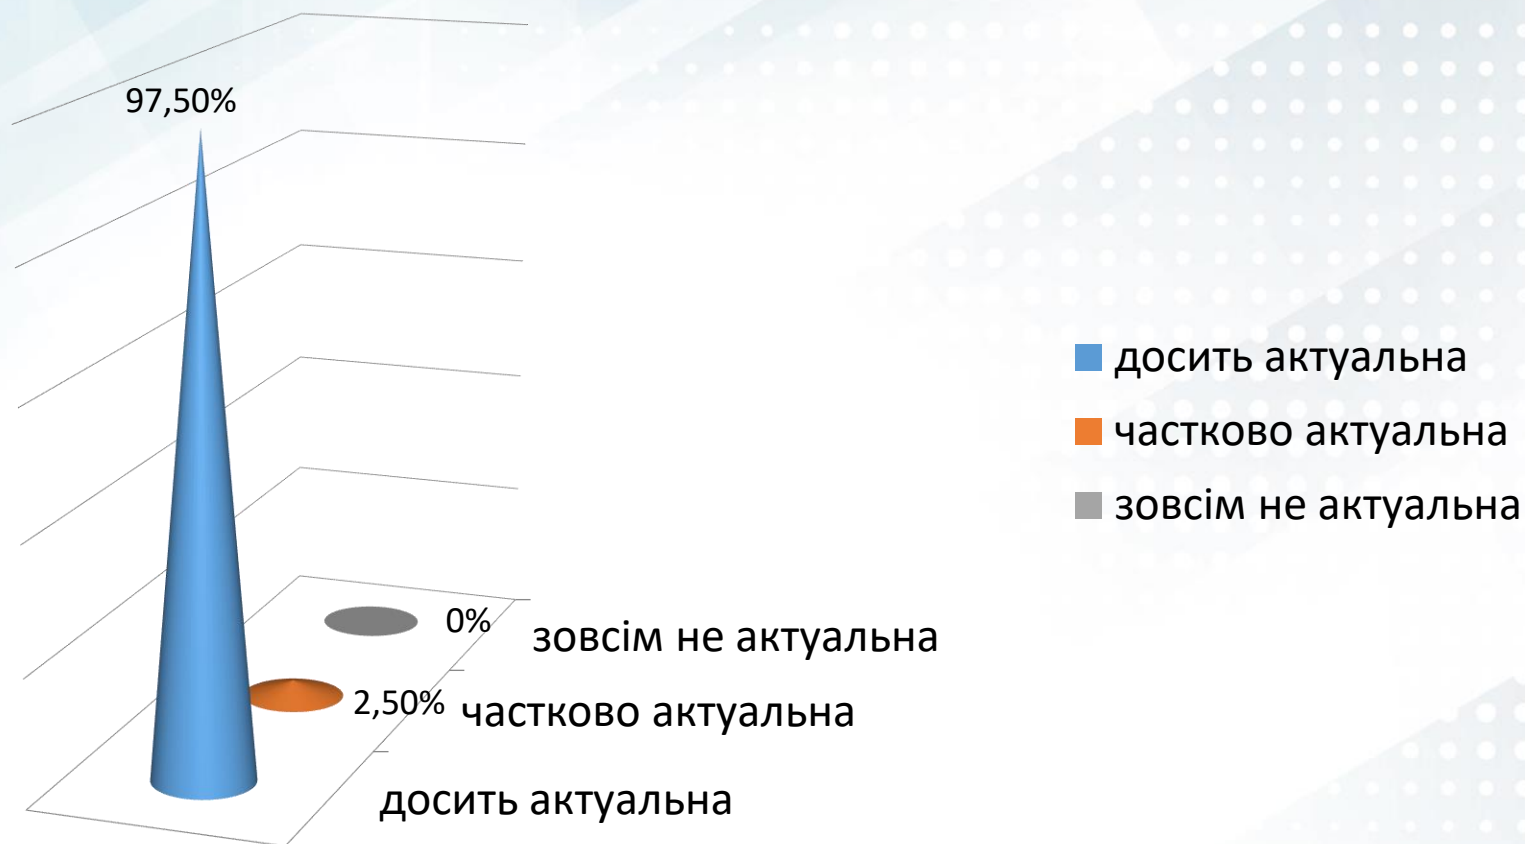 97,50%
0%
зовсім не актуальна
2,50%
частково актуальна
досить актуальна
досить актуальна
частково актуальна
зовсім не актуальна